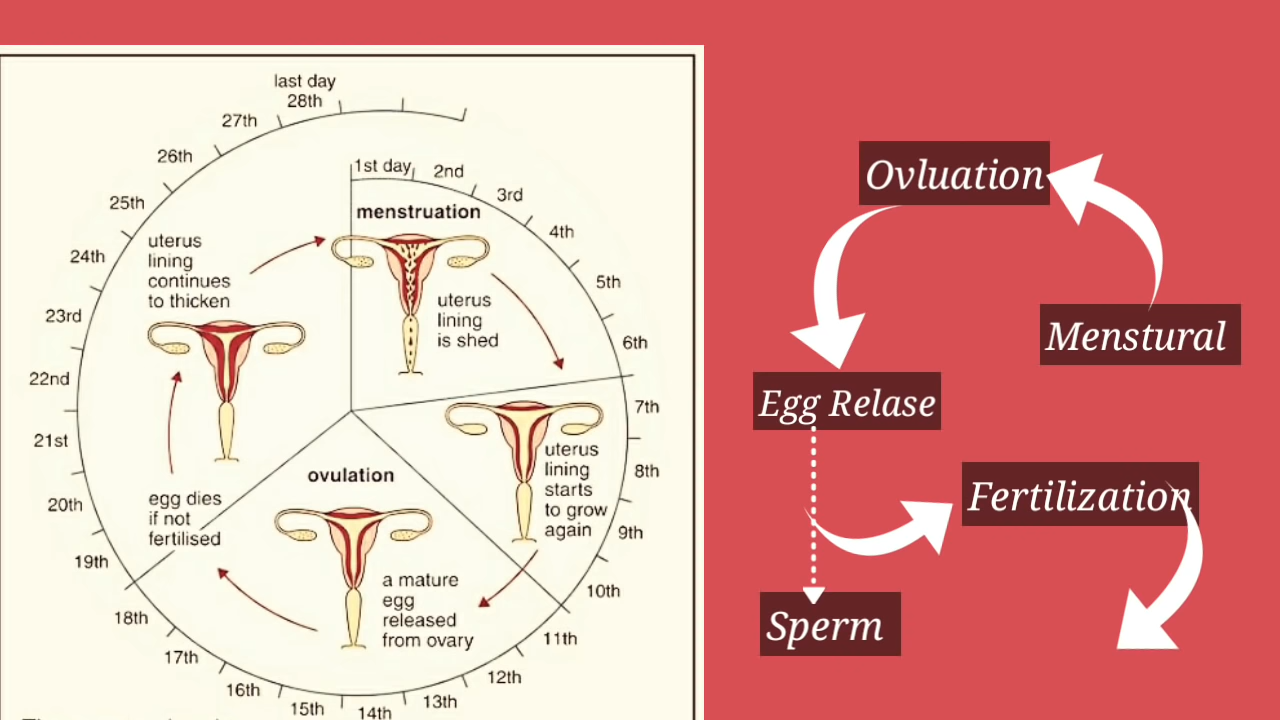 last day
28th
27th
26th
25th
24th
23rd
22nd
21st
20th
19th
18th
17th
16th
15th
14th
13th
12th
11th
10th
9th
8th
7th
6th
5th
4th
3rd
2nd
1st day
menstruation
uterus
lining
is shed
uterus
lining
starts
to grow
again
ovulation
a mature
egg
released
from ovary
egg dies
if not
fertilised
uterus
lining
continues
to thicken
Ovluation
Menstural
Egg Relase
Fertilization
Sperm